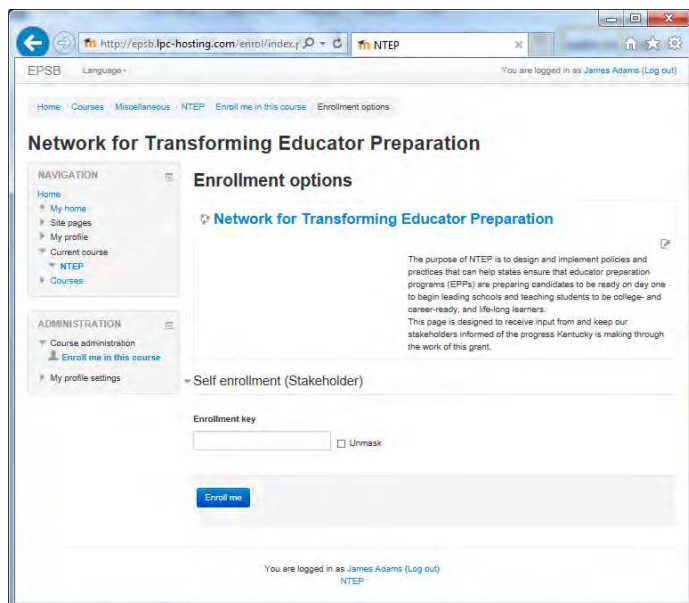 http://epsb.lpc-hosting.com/enrol/index.p
NTEP
EPSB Language
You are logged in as James Adams (Log out)
Home Courses Miscellaneous NTEP Enroll me in this course Enrollment options
Network for Transforming Educator Preparation
NAVIGATION
Home
My home
Site pages
My profile
Current course
NTEP
Courses
ADMINISTRATION
Course administration
Enroll me in this course
My profile settings
Enrollment options
Network for Transforming Educator Preparation
The purpose of NTEP is to design and implement policies and
practices that can help states ensure that educator preparation
programs (EPPs) are preparing candidates to be ready on day one
to begin leading schools and teaching students to be college- and
career-ready, and life-long learners.
This page is designed to receive input from and keep our
stakeholders informed of the progress Kentucky is making through
the work of this grant.
Self enrollment (Stakeholder)
Enrollment key
Unmask
Enroll me
You are logged in as James Adams (Log out)
NTEP